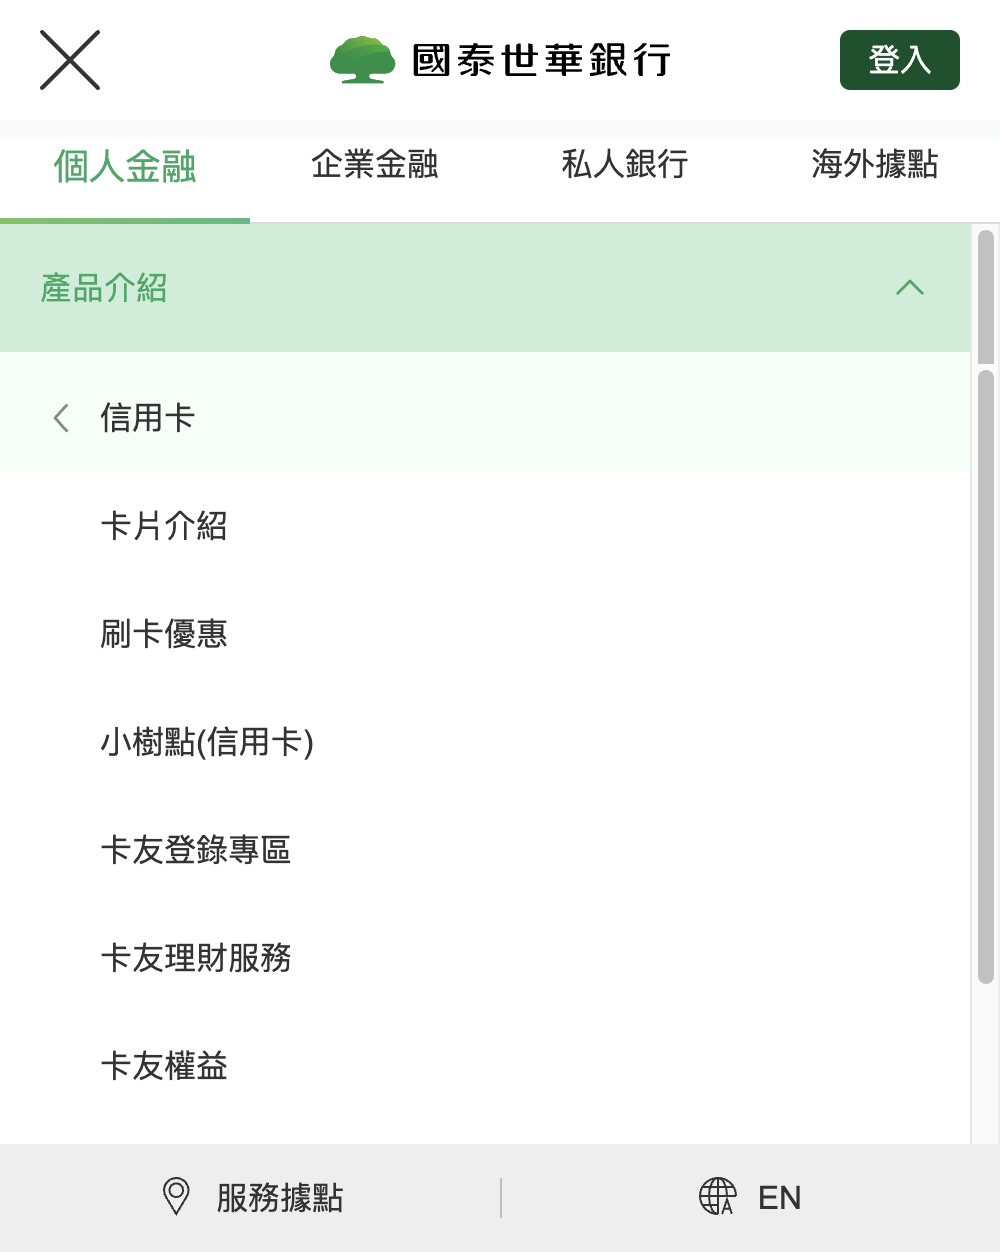 國泰世華銀行
登入
個人金融
企業金融
私人銀行
海外據點
產品介紹
信用卡
卡片介紹
刷卡優惠
小樹點(信用卡)
卡友登錄專區
卡友理財服務
卡友權益
服務據點
EN